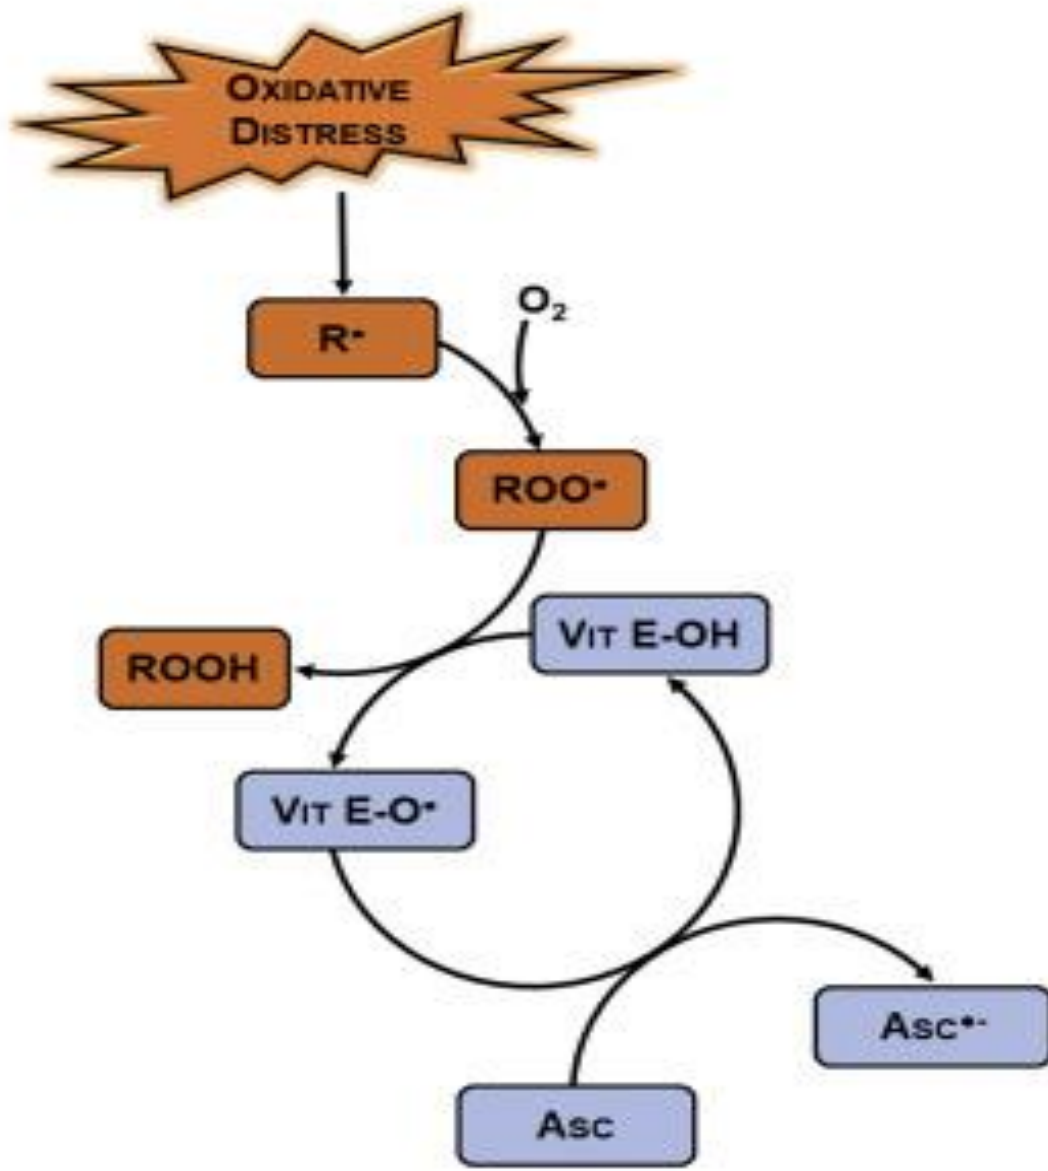 OXIDATIVE
DISTRESS
R•
O₂
ROO•
VIT E-OH
ROOH
VIT E-O•
ASC•-
ASC